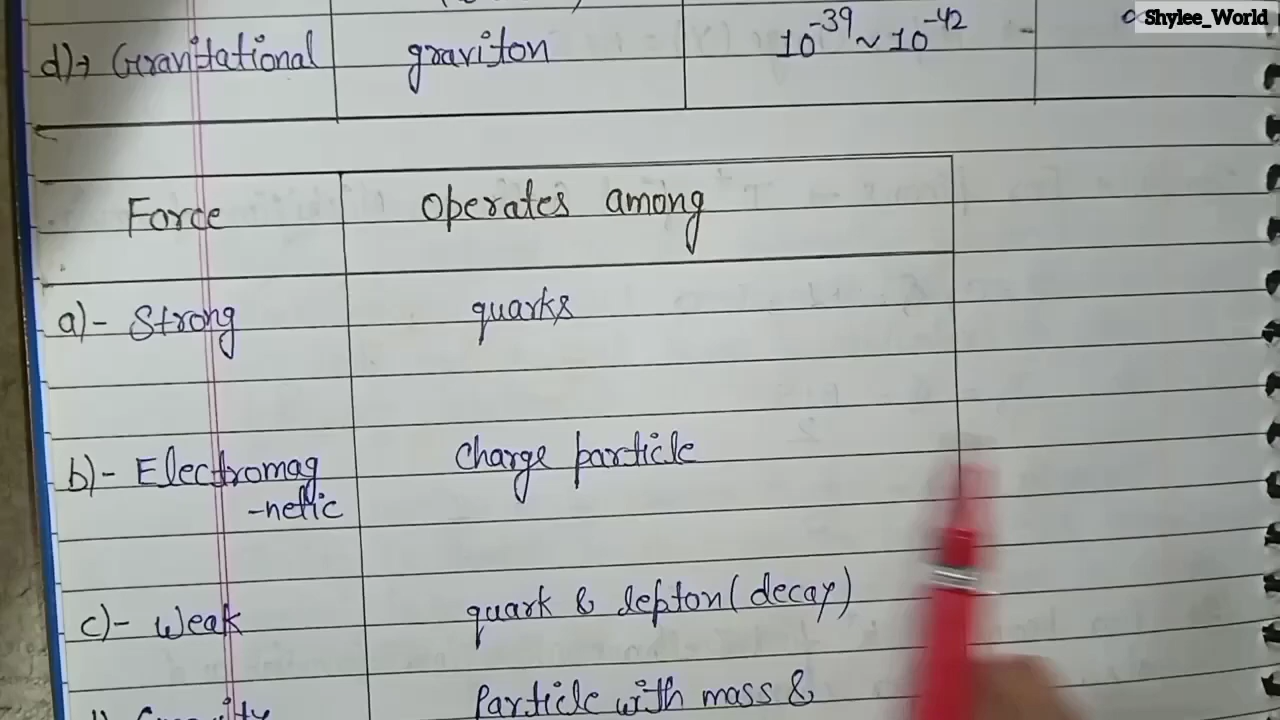 Shylee_World
d)→ Gravitational graviton 10^-39 ~ 10^-42 -
Force Operates among
a)- Strong quarks
b)- Electromag charge particle
-netic
c)- Weak quark & lepton (decay)
Particle with mass &